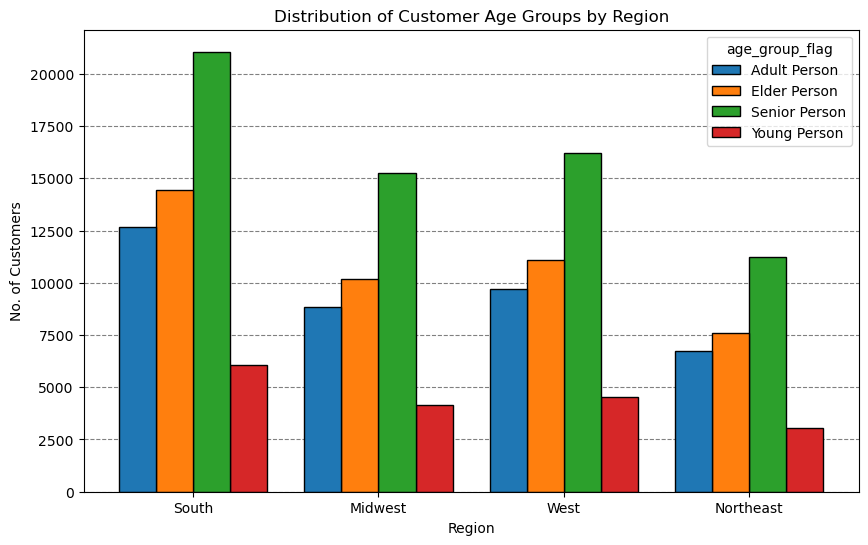 Distribution of Customer Age Groups by Region
age_group_flag
Adult Person
Elder Person
Senior Person
Young Person
No. of Customers
20000
17500
15000
12500
10000
7500
5000
2500
0
South
Midwest
West
Northeast
Region